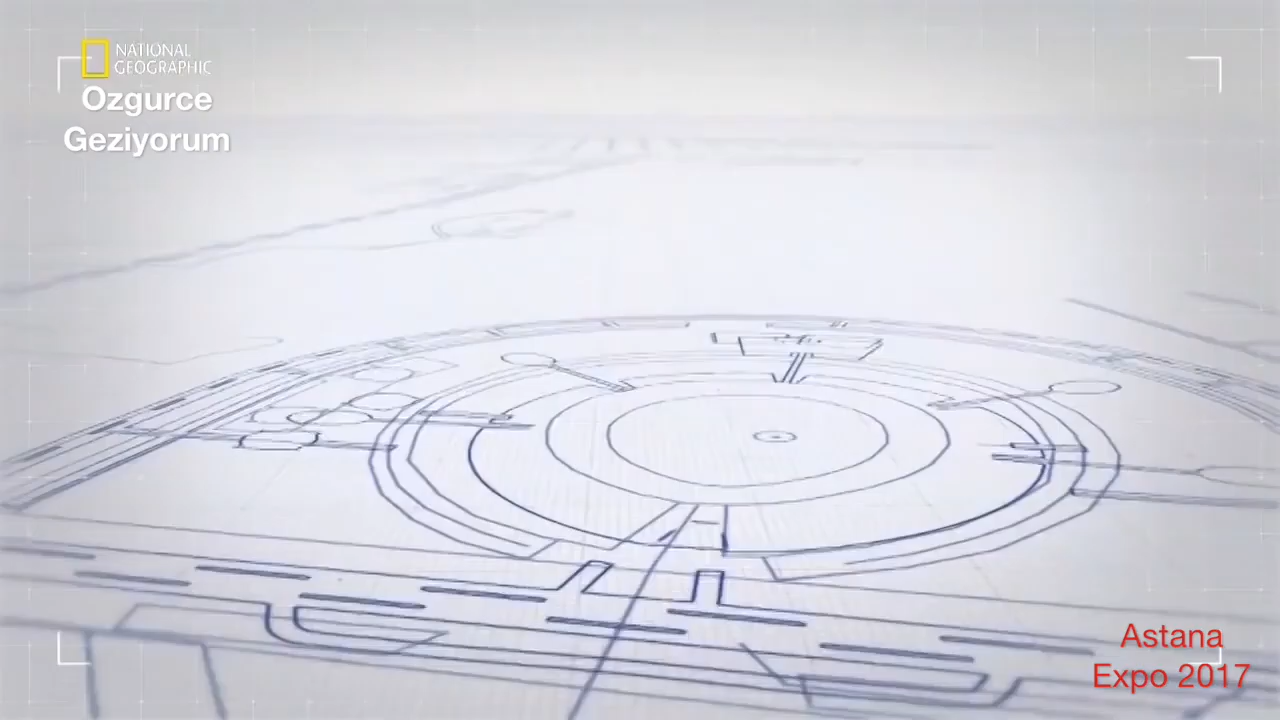 NATIONAL
GEOGRAPHIC
Ozgurce
Geziyorum
Astana
Expo 2017